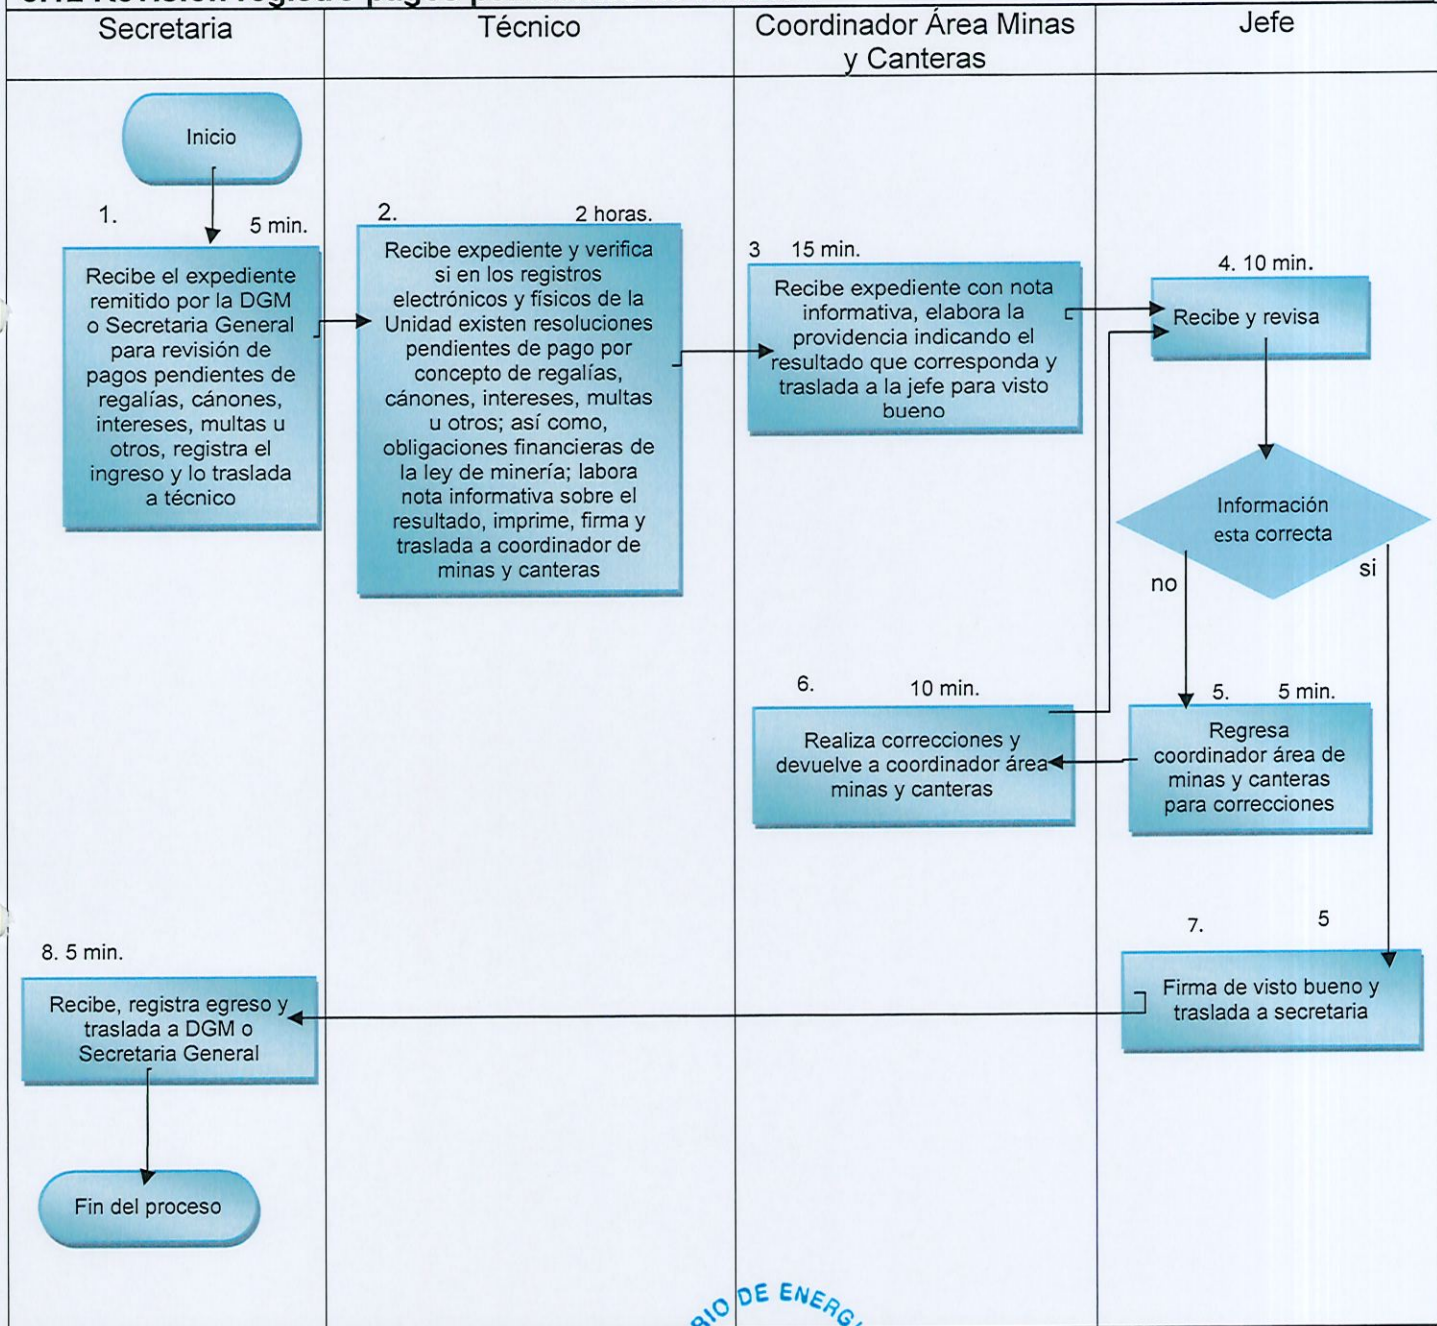 Secretaria
Técnico
Coordinador Área Minas
y Canteras
Jefe
Inicio
1.
5 min.
Recibe el expediente
remitido por la DGM
o Secretaria General
para revisión de
pagos pendientes de
regalías, cánones,
intereses, multas u
otros, registra el
ingreso y lo traslada
a técnico
2.
2 horas.
Recibe expediente y verifica
si en los registros
electrónicos y físicos de la
Unidad existen resoluciones
pendientes de pago por
concepto de regalías,
cánones, intereses, multas
u otros; así como,
obligaciones financieras de
la ley de minería; labora
nota informativa sobre el
resultado, imprime, firma y
traslada a coordinador de
minas y canteras
3 15 min.
Recibe expediente con nota
informativa, elabora la
providencia indicando el
resultado que corresponda y
traslada a la jefe para visto
bueno
4. 10 min.
Recibe y revisa
Información
esta correcta
no
si
5. 5 min.
Regresa
coordinador área de
minas y canteras
para correcciones
6. 10 min.
Realiza correcciones y
devuelve a coordinador área
minas y canteras
7. 5
Firma de visto bueno y
traslada a secretaria
8. 5 min.
Recibe, registra egreso y
traslada a DGM o
Secretaria General
Fin del proceso
DE